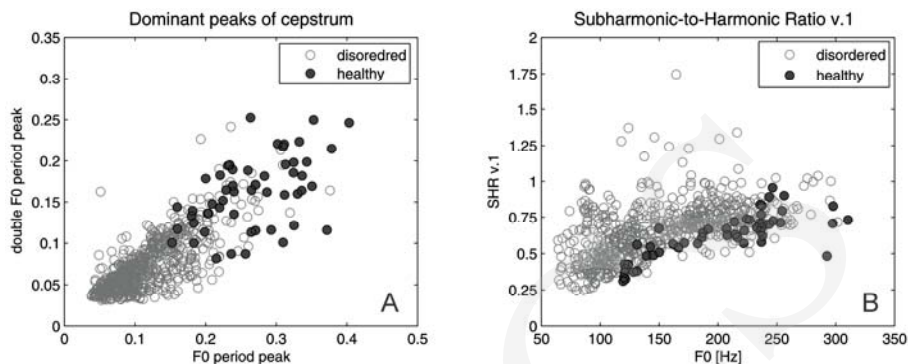 Dominant peaks of cepstrum
disoredred
healthy
double F0 period peak
0.35
0.3
0.25
0.2
0.15
0.1
0.05
0
0
0.1
0.2
0.3
0.4
0.5
F0 period peak
A
Subharmonic-to-Harmonic Ratio v.1
disordered
healthy
SHR v.1
2
1.75
1.5
1.25
1
0.75
0.5
0.25
0
50
100
150
200
250
300
350
F0 [Hz]
B
S